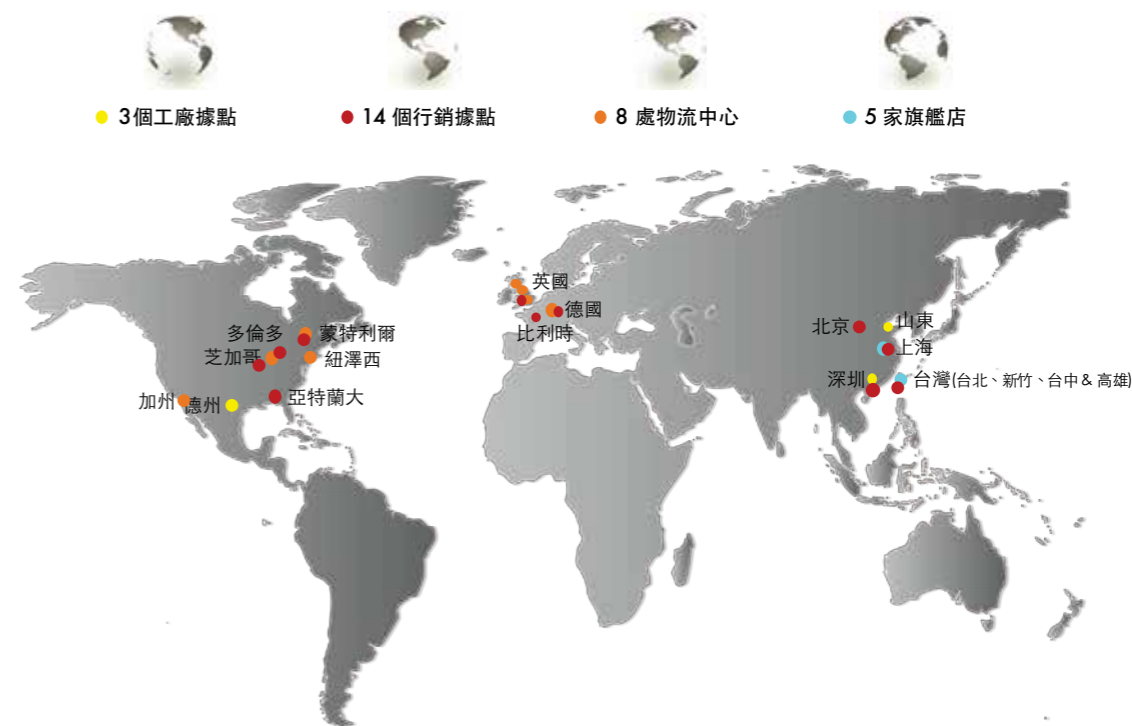 3個工廠據點
14 個行銷據點
8 處物流中心
5 家旗艦店
英國
德國
比利時
多倫多
蒙特利爾
芝加哥
紐澤西
加州
德州
亞特蘭大
北京
山東
上海
深圳
台灣(台北、新竹、台中 & 高雄)